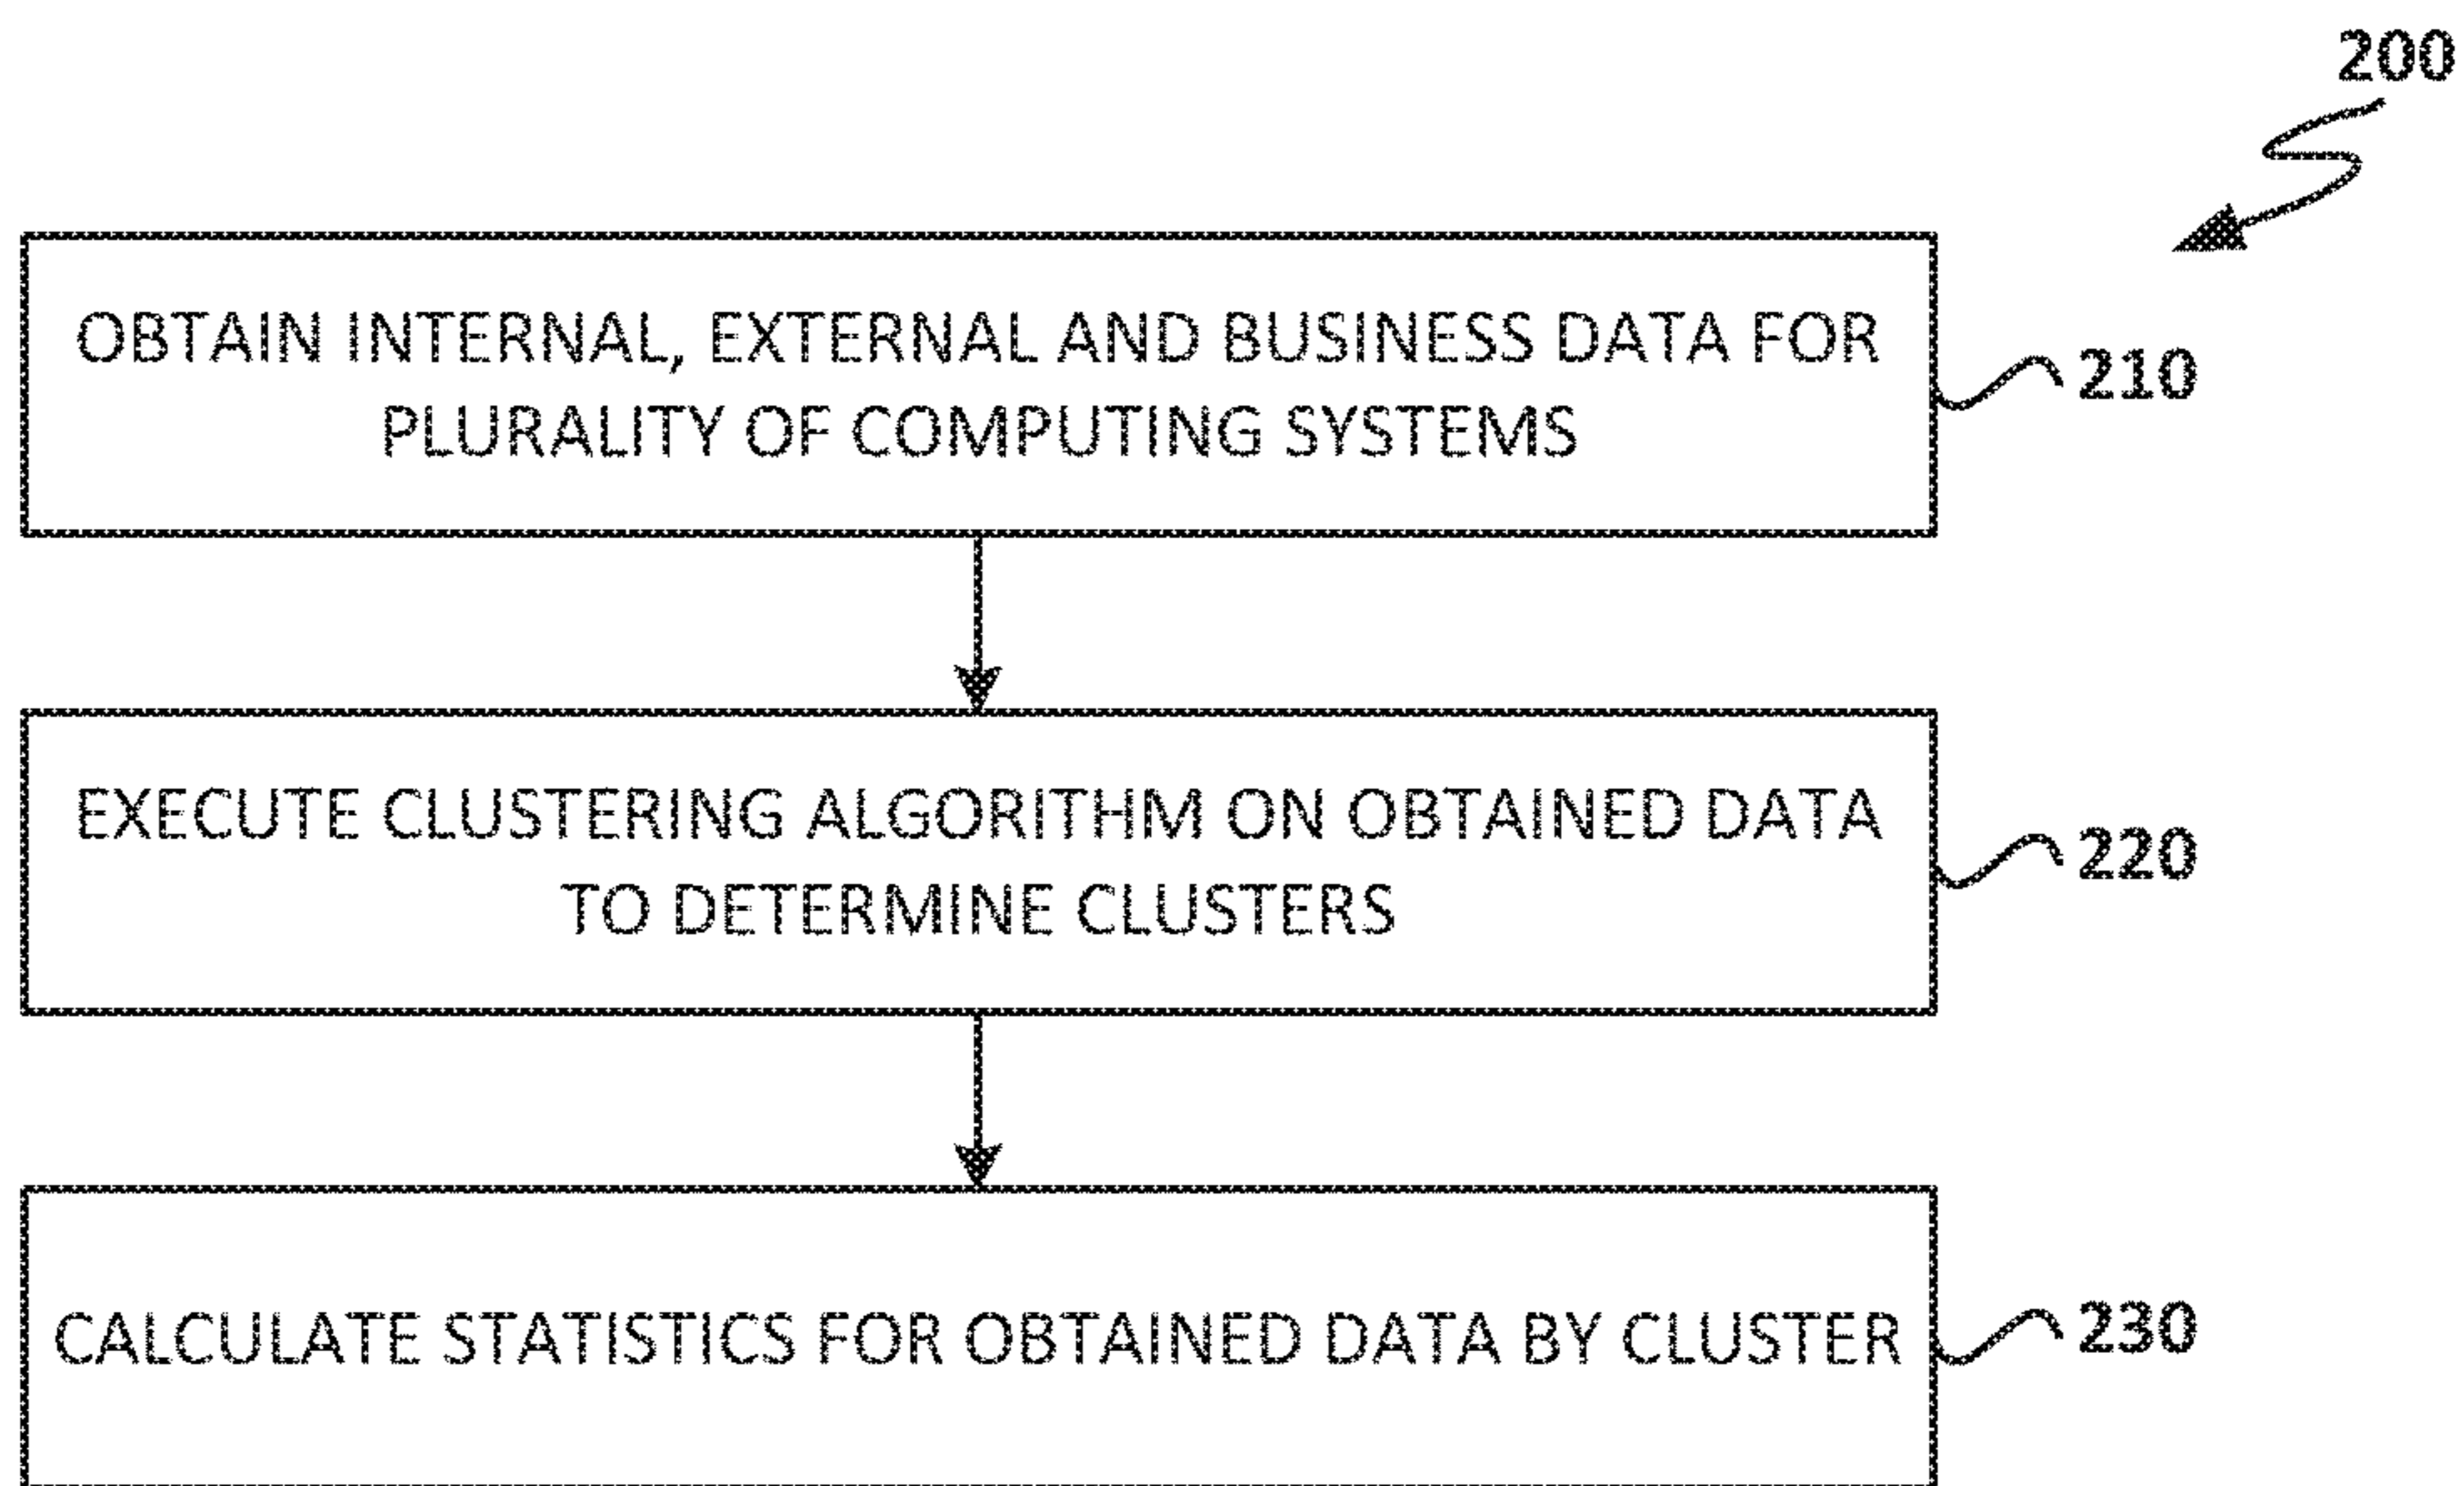 200
OBTAIN INTERNAL, EXTERNAL AND BUSINESS DATA FOR
PLURALITY OF COMPUTING SYSTEMS
210
EXECUTE CLUSTERING ALGORITHM ON OBTAINED DATA
TO DETERMINE CLUSTERS
220
CALCULATE STATISTICS FOR OBTAINED DATA BY CLUSTER
230